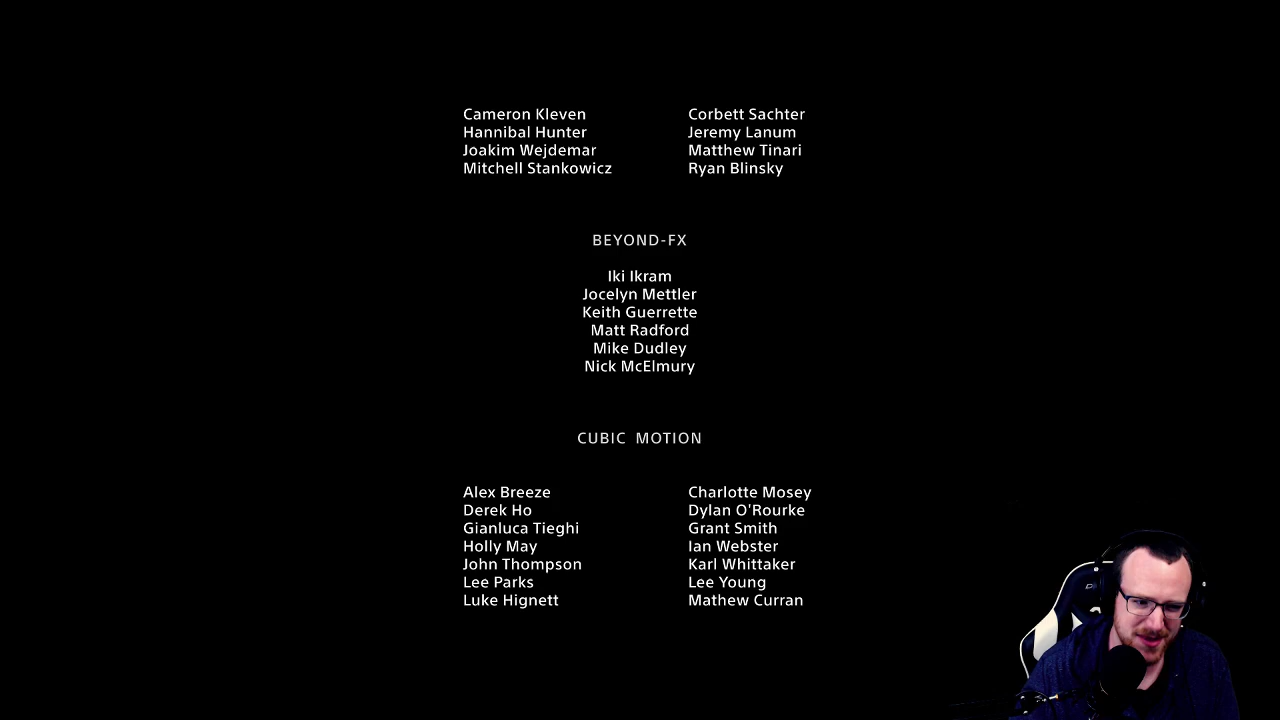 Cameron Kleven
Hannibal Hunter
Joakim Wejdemar
Mitchell Stankowicz
Corbett Sachter
Jeremy Lanum
Matthew Tinari
Ryan Blinsky
BEYOND-FX
Iki Ikram
Jocelyn Mettler
Keith Guerrette
Matt Radford
Mike Dudley
Nick McElmury
CUBIC MOTION
Alex Breeze
Derek Ho
Gianluca Tieghi
Holly May
John Thompson
Lee Parks
Luke Hignett
Charlotte Mosey
Dylan O'Rourke
Grant Smith
Ian Webster
Karl Whittaker
Lee Young
Mathew Curran